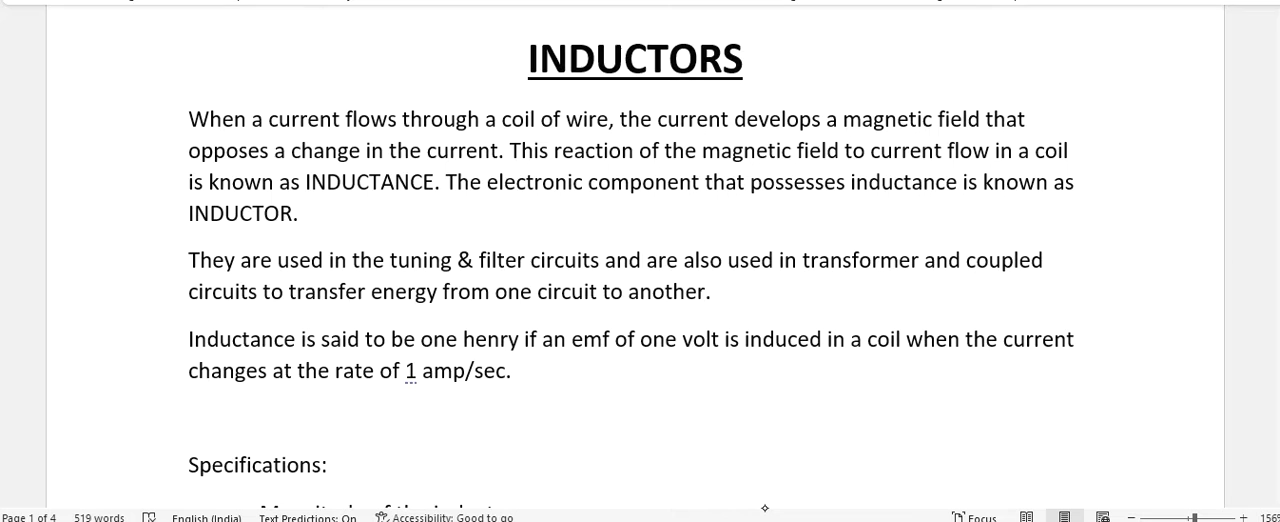 INDUCTORS
When a current flows through a coil of wire, the current develops a magnetic field that
opposes a change in the current. This reaction of the magnetic field to current flow in a coil
is known as INDUCTANCE. The electronic component that possesses inductance is known as
INDUCTOR.
They are used in the tuning & filter circuits and are also used in transformer and coupled
circuits to transfer energy from one circuit to another.
Inductance is said to be one henry if an emf of one volt is induced in a coil when the current
changes at the rate of 1 amp/sec.
Specifications:
Page 1 of 4 519 words English (India) Text Predictions: On Accessibility: Good to go Focus